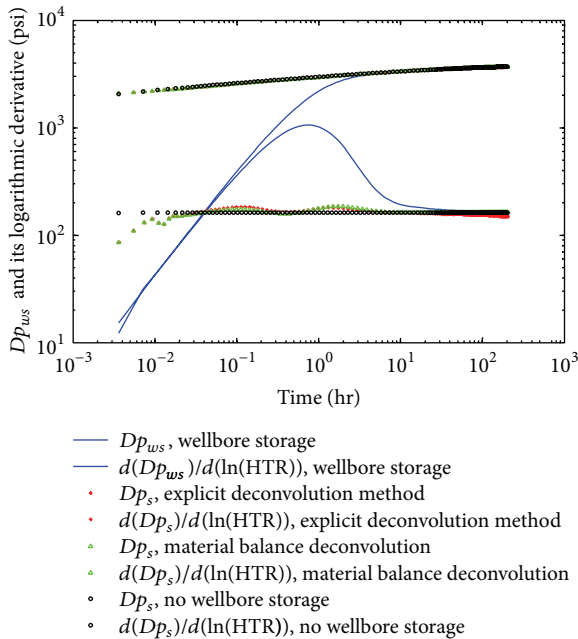 Dp_ws and its logarithmic derivative (psi)
10^4
10^3
10^2
10^1
10^−3 10^−2 10^−1 10^0 10^1 10^2 10^3
Time (hr)
Dp_ws, wellbore storage
d(Dp_ws)/d(ln(HTR)), wellbore storage
Dp_s, explicit deconvolution method
d(Dp_s)/d(ln(HTR)), explicit deconvolution method
Dp_s, material balance deconvolution
d(Dp_s)/d(ln(HTR)), material balance deconvolution
Dp_s, no wellbore storage
d(Dp_s)/d(ln(HTR)), no wellbore storage